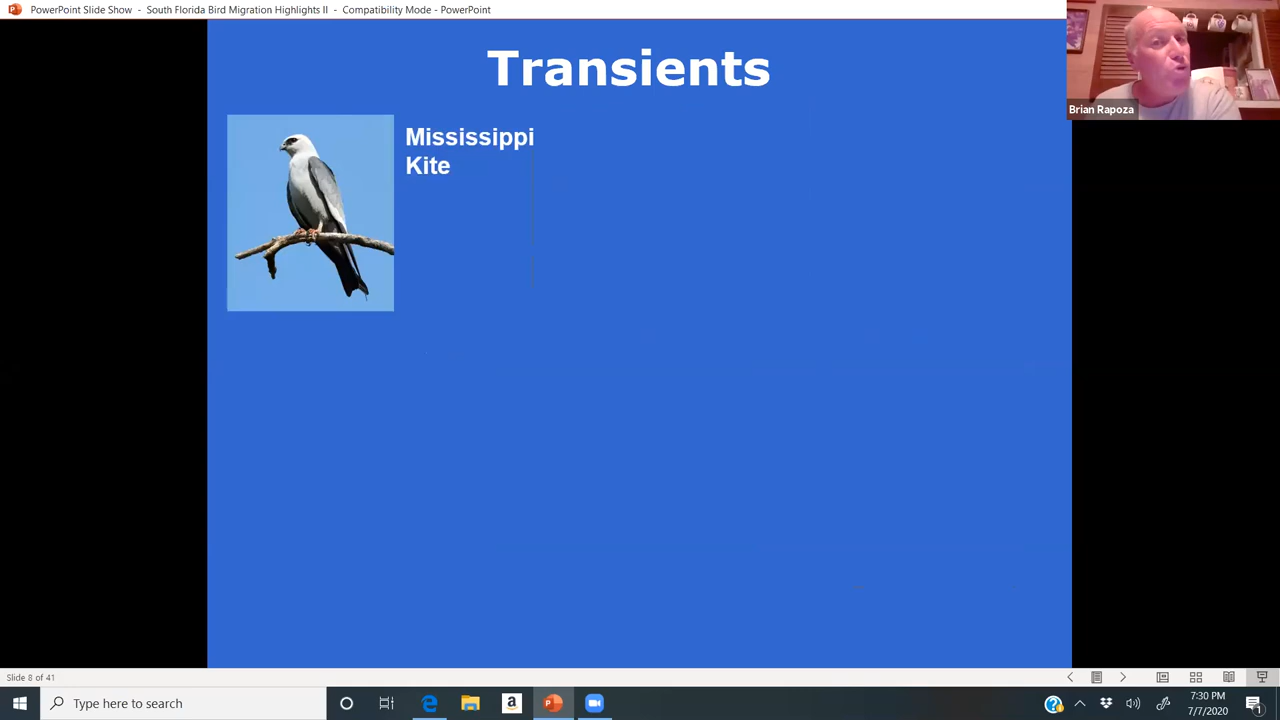 PowerPoint Slide Show - South Florida Bird Migration Highlights II - Compatibility Mode - PowerPoint
Transients
Brian Rapoza
Mississippi
Kite
Slide 8 of 41
Type here to search
7:30 PM
7/7/2020